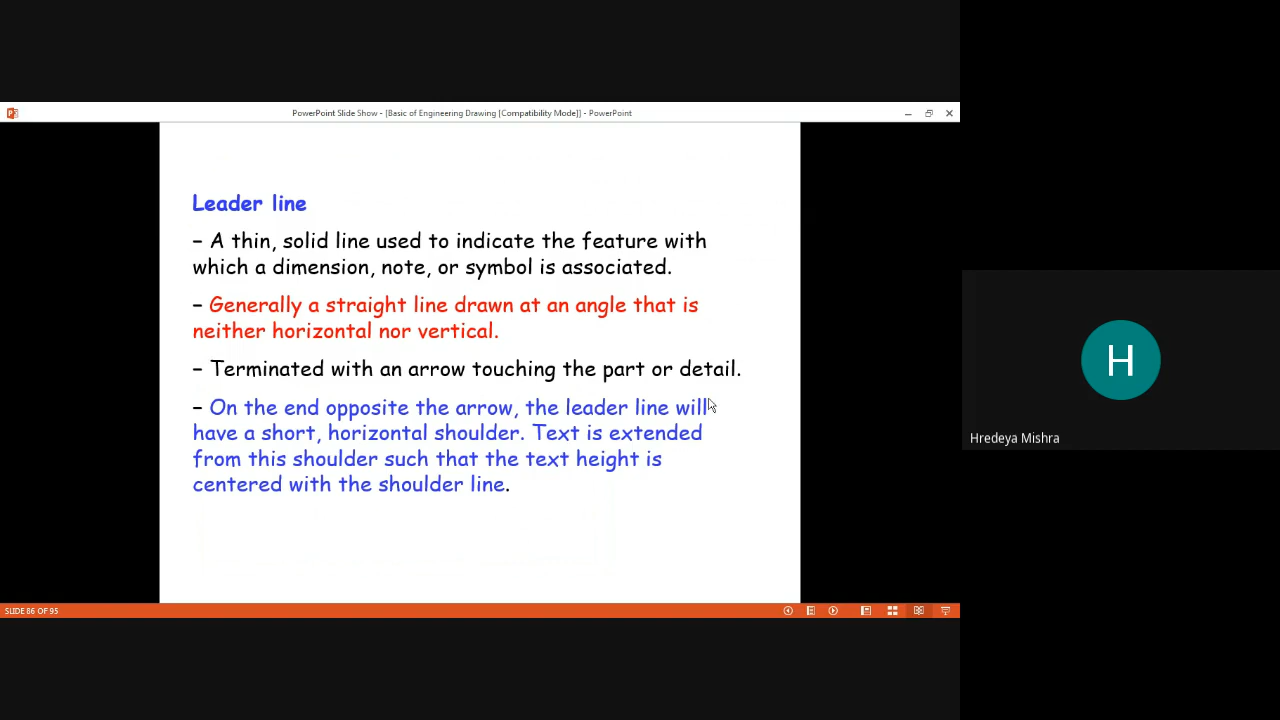 PowerPoint Slide Show - [Basic of Engineering Drawing [Compatibility Mode]] - PowerPoint
Leader line
– A thin, solid line used to indicate the feature with
which a dimension, note, or symbol is associated.
– Generally a straight line drawn at an angle that is
neither horizontal nor vertical.
– Terminated with an arrow touching the part or detail.
– On the end opposite the arrow, the leader line will
have a short, horizontal shoulder. Text is extended
from this shoulder such that the text height is
centered with the shoulder line.
SLIDE 86 OF 95
H
Hredeya Mishra